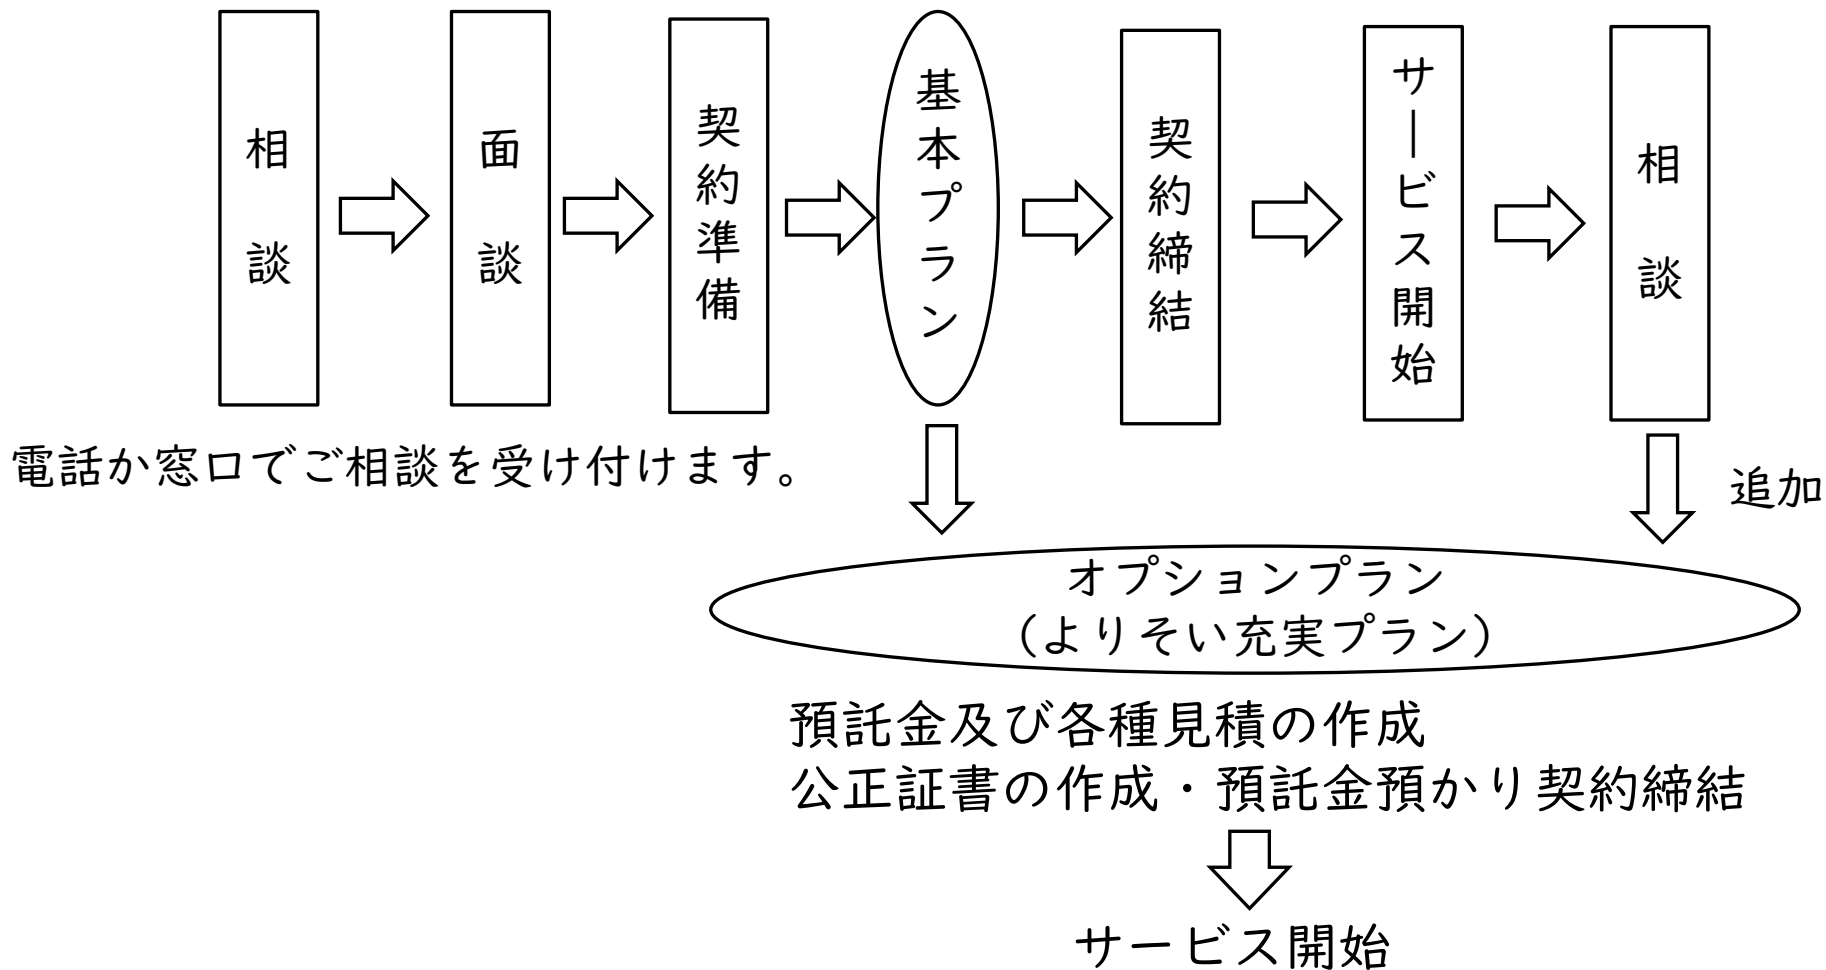 相談
面談
契約準備
基本プラン
契約締結
サービス開始
相談
電話か窓口でご相談を受け付けます。
追加
オプションプラン
（よりそい充実プラン）
預託金及び各種見積の作成
公正証書の作成・預託金預かり契約締結
サービス開始